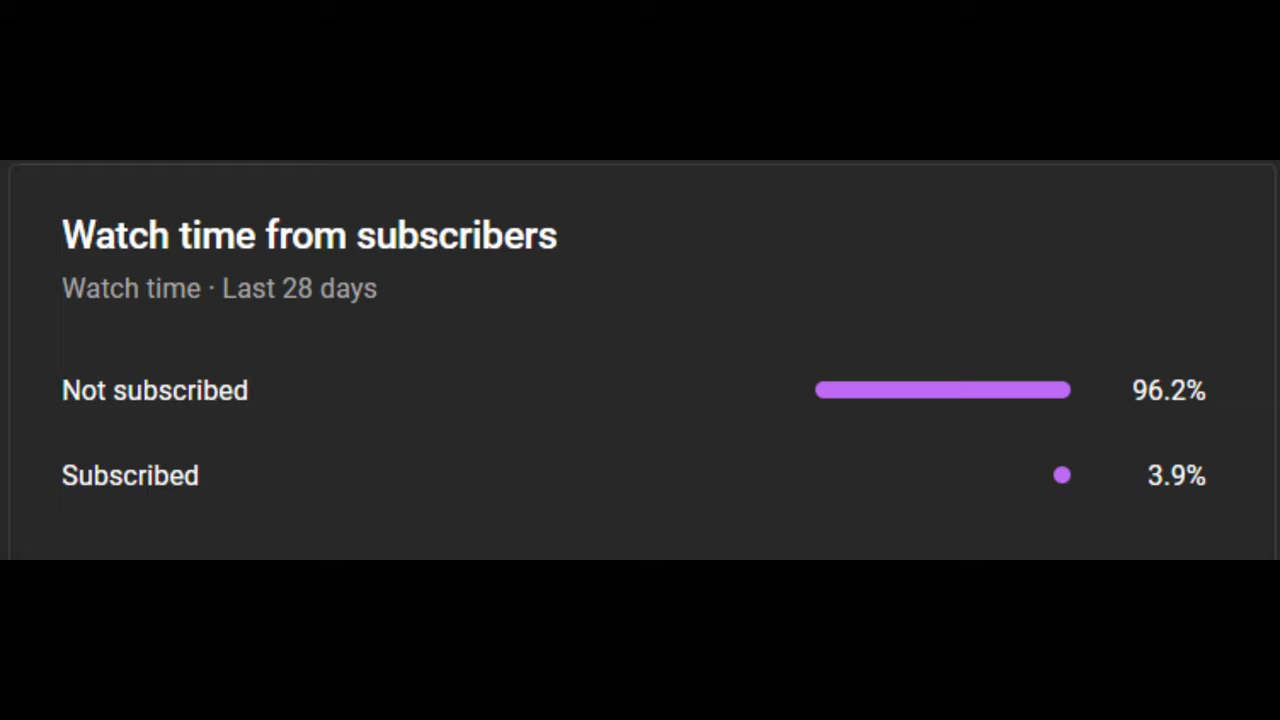 Watch time from subscribers
Watch time · Last 28 days
Not subscribed 96.2%
Subscribed 3.9%